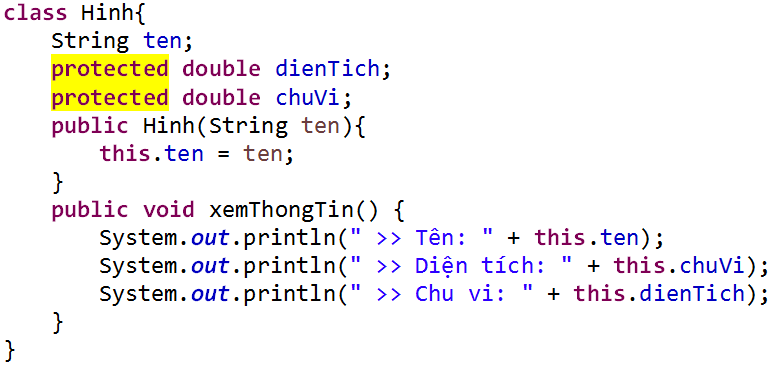 class Hinh{
    String ten;
    protected double dienTich;
    protected double chuVi;
    public Hinh(String ten){
        this.ten = ten;
    }
    public void xemThongTin() {
        System.out.println(" >> Tên: " + this.ten);
        System.out.println(" >> Diện tích: " + this.chuVi);
        System.out.println(" >> Chu vi: " + this.dienTich);
    }
}